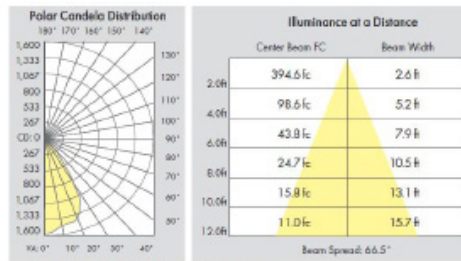 Polar Candela Distribution
180° 170° 160° 150° 140°
1,600
1,333
1,067
800
533
267
CD: 0
267
533
800
1,067
1,333
1,600
130°
120°
110°
100°
90°
80°
70°
60°
50°
VA: 0° 10° 20° 30° 40°
Illuminance at a Distance
Center Beam FC Beam Width
2.0ft 394.6 fc 2.6 ft
4.0ft 98.6 fc 5.2 ft
6.0ft 43.8 fc 7.9 ft
8.0ft 24.7 fc 10.5 ft
10.0ft 15.8 fc 13.1 ft
12.0ft 11.0 fc 15.7 ft
Beam Spread: 66.5°